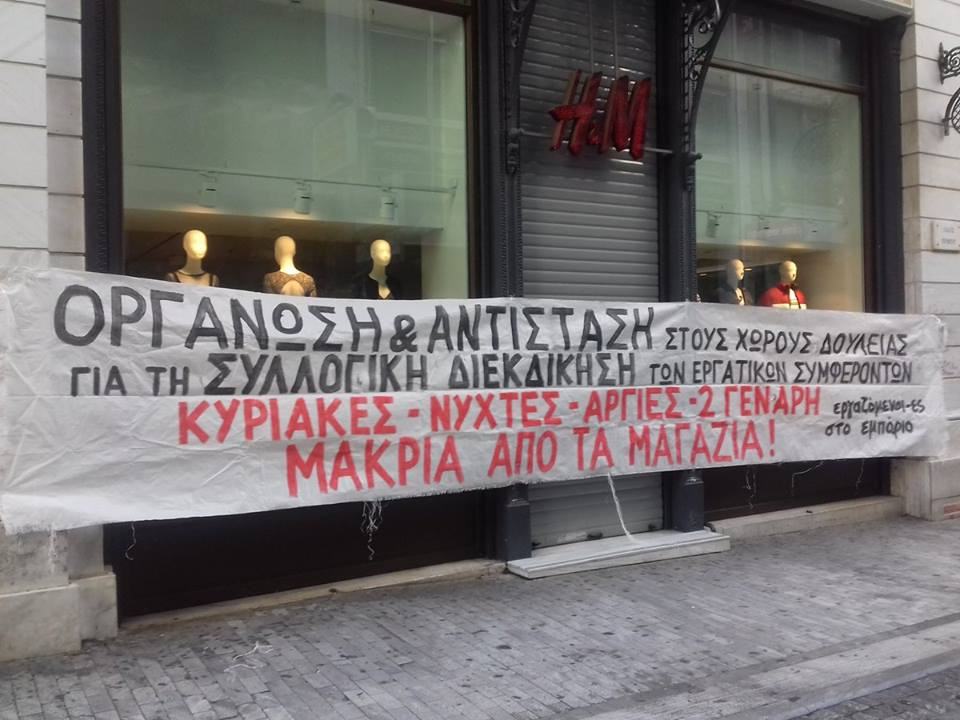 H&M
ΟΡΓΑΝΩΣΗ & ΑΝΤΙΣΤΑΣΗ ΣΤΟΥΣ ΧΩΡΟΥΣ ΔΟΥΛΕΙΑΣ
ΓΙΑ ΤΗ ΣΥΛΛΟΓΙΚΗ ΔΙΕΚΔΙΚΗΣΗ ΤΩΝ ΕΡΓΑΤΙΚΩΝ ΣΥΜΦΕΡΟΝΤΩΝ
ΚΥΡΙΑΚΕΣ - ΝΥΧΤΕΣ - ΑΡΓΙΕΣ - 2 ΓΕΝΑΡΗ
ΜΑΚΡΙΑ ΑΠΟ ΤΑ ΜΑΓΑΖΙΑ!
εργαζόμενοι-ες
στο εμπόριο